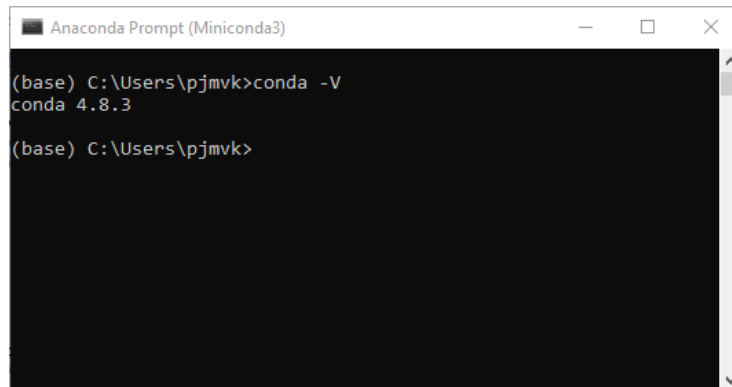 Anaconda Prompt (Miniconda3)
(base) C:\Users\pjmvk>conda -V
conda 4.8.3
(base) C:\Users\pjmvk>